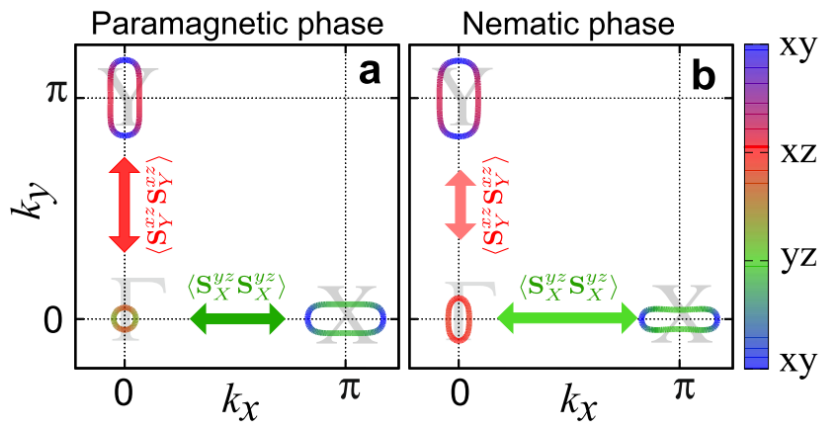 Paramagnetic phase
Nematic phase
a
b
Y
Y
π
k_y
0
⟨S_Y^{xz} S_Y^{xz}⟩
⟨S_Y^{xz} S_Y^{xz}⟩
⟨S_X^{yz} S_X^{yz}⟩
⟨S_X^{yz} S_X^{yz}⟩
Γ
X
Γ
X
0
π
0
π
k_x
k_x
xy
xz
yz
xy